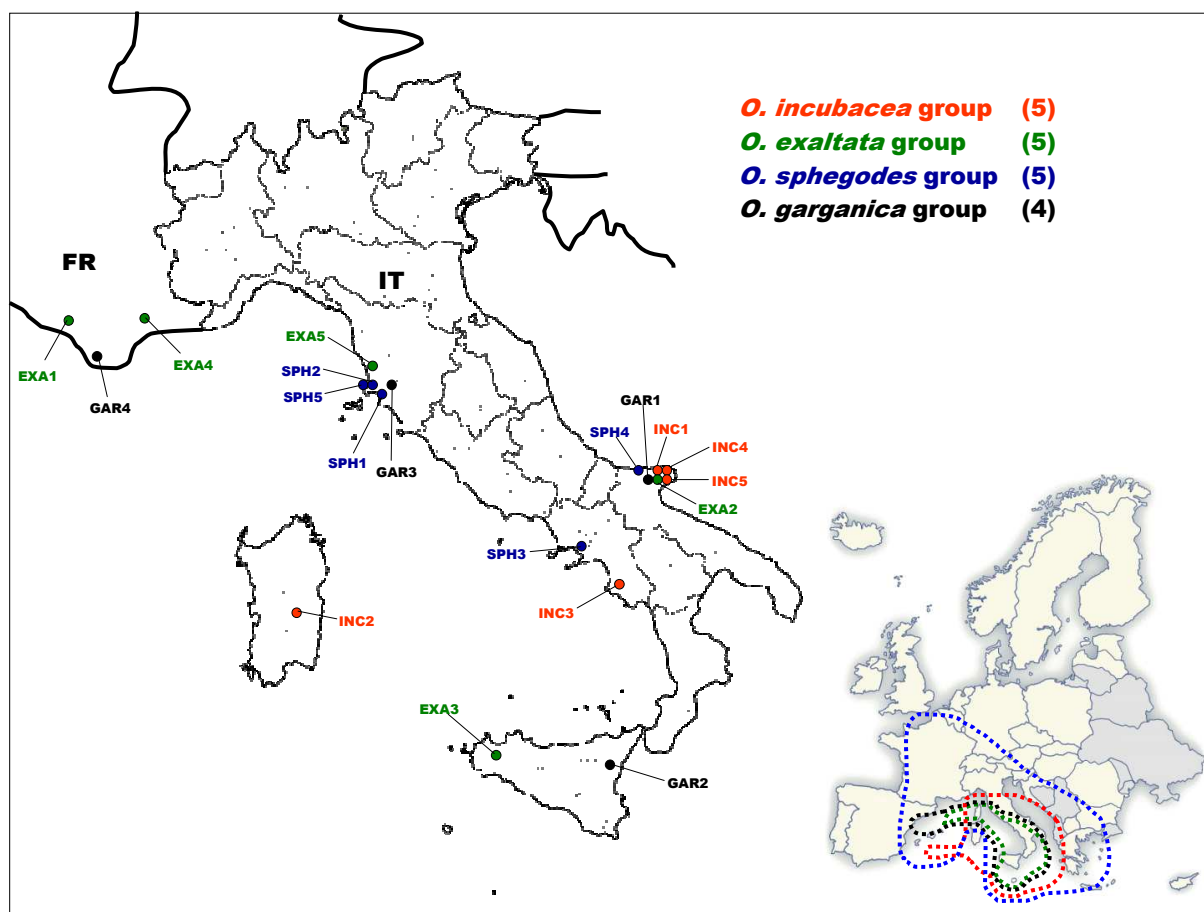 O. incubacea group (5)
O. exaltata group (5)
O. sphegodes group (5)
O. garganica group (4)
FR
IT
EXA1
EXA4
GAR4
EXA5
SPH2
SPH5
SPH1
GAR3
GAR1
SPH4
INC1
INC4
INC5
EXA2
SPH3
INC3
INC2
EXA3
GAR2